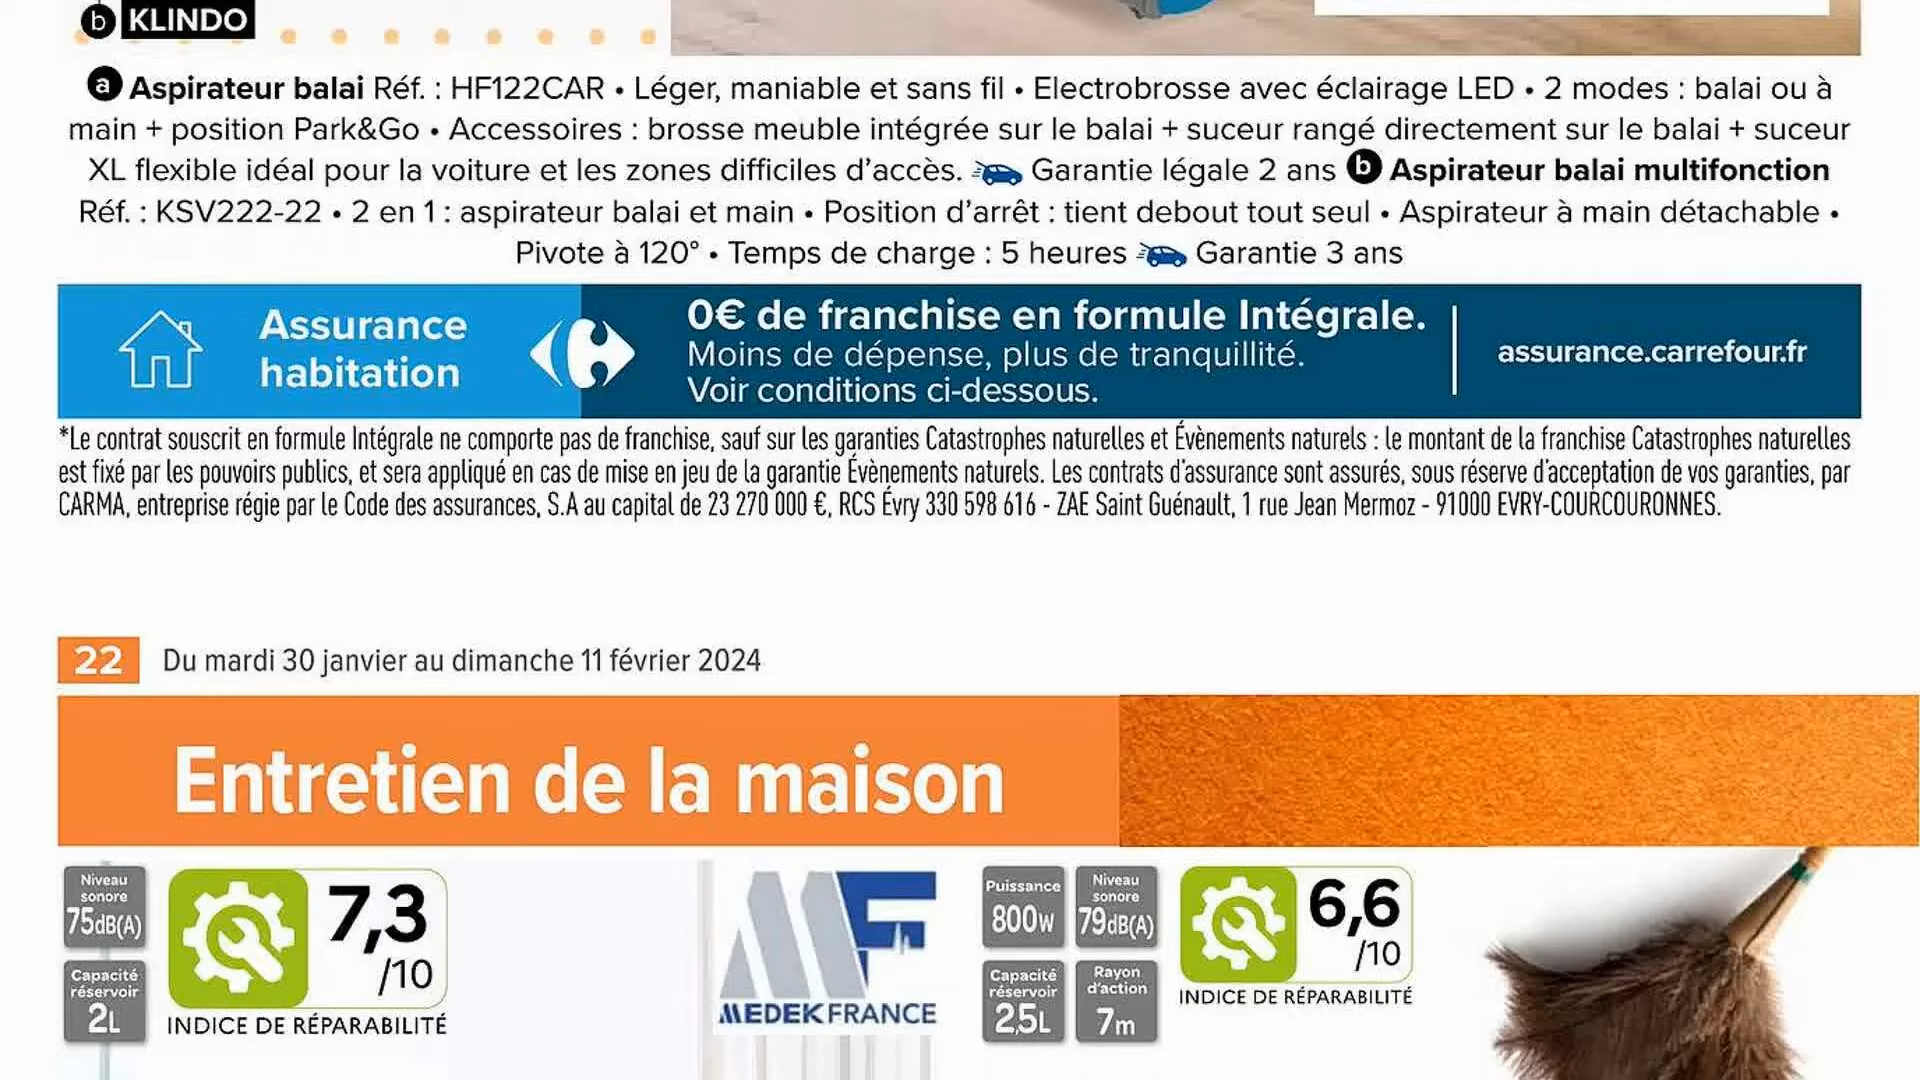 b KLINDO
a Aspirateur balai Réf. : HF122CAR • Léger, maniable et sans fil • Electrobrosse avec éclairage LED • 2 modes : balai ou à
main + position Park&Go • Accessoires : brosse meuble intégrée sur le balai + suceur rangé directement sur le balai + suceur
XL flexible idéal pour la voiture et les zones difficiles d’accès. Garantie légale 2 ans b Aspirateur balai multifonction
Réf. : KSV222-22 • 2 en 1 : aspirateur balai et main • Position d’arrêt : tient debout tout seul • Aspirateur à main détachable •
Pivote à 120° • Temps de charge : 5 heures Garantie 3 ans
Assurance
habitation
0€ de franchise en formule Intégrale.
Moins de dépense, plus de tranquillité.
Voir conditions ci-dessous.
assurance.carrefour.fr
*Le contrat souscrit en formule Intégrale ne comporte pas de franchise, sauf sur les garanties Catastrophes naturelles et Évènements naturels : le montant de la franchise Catastrophes naturelles
est fixé par les pouvoirs publics, et sera appliqué en cas de mise en jeu de la garantie Évènements naturels. Les contrats d’assurance sont assurés, sous réserve d’acceptation de vos garanties, par
CARMA, entreprise régie par le Code des assurances, S.A au capital de 23 270 000 €, RCS Évry 330 598 616 - ZAE Saint Guénault, 1 rue Jean Mermoz - 91000 EVRY-COURCOURONNES.
22 Du mardi 30 janvier au dimanche 11 février 2024
Entretien de la maison
Niveau
sonore
75dB(A)
Capacité
réservoir
2L
7,3
/10
INDICE DE RÉPARABILITÉ
MF
MEDEKFRANCE
Puissance
800W
Niveau
sonore
79dB(A)
Capacité
réservoir
2,5L
Rayon
d’action
7m
6,6
/10
INDICE DE RÉPARABILITÉ